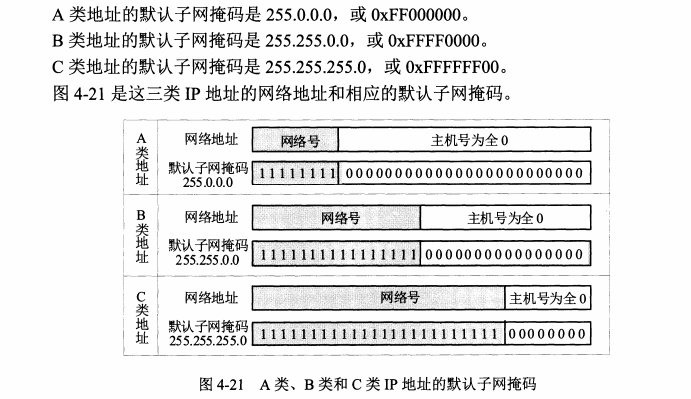 A 类地址的默认子网掩码是 255.0.0.0，或 0xFF000000。
B 类地址的默认子网掩码是 255.255.0.0，或 0xFFFF0000。
C 类地址的默认子网掩码是 255.255.255.0，或 0xFFFFFF00。
图 4-21 是这三类 IP 地址的网络地址和相应的默认子网掩码。
A类地址
网络地址 网络号 主机号为全 0
默认子网掩码 255.0.0.0
11111111 000000000000000000000000
B类地址
网络地址 网络号 主机号为全 0
默认子网掩码 255.255.0.0
1111111111111111 0000000000000000
C类地址
网络地址 网络号 主机号为全 0
默认子网掩码 255.255.255.0
111111111111111111111111 00000000
图 4-21 A 类、B 类和 C 类 IP 地址的默认子网掩码